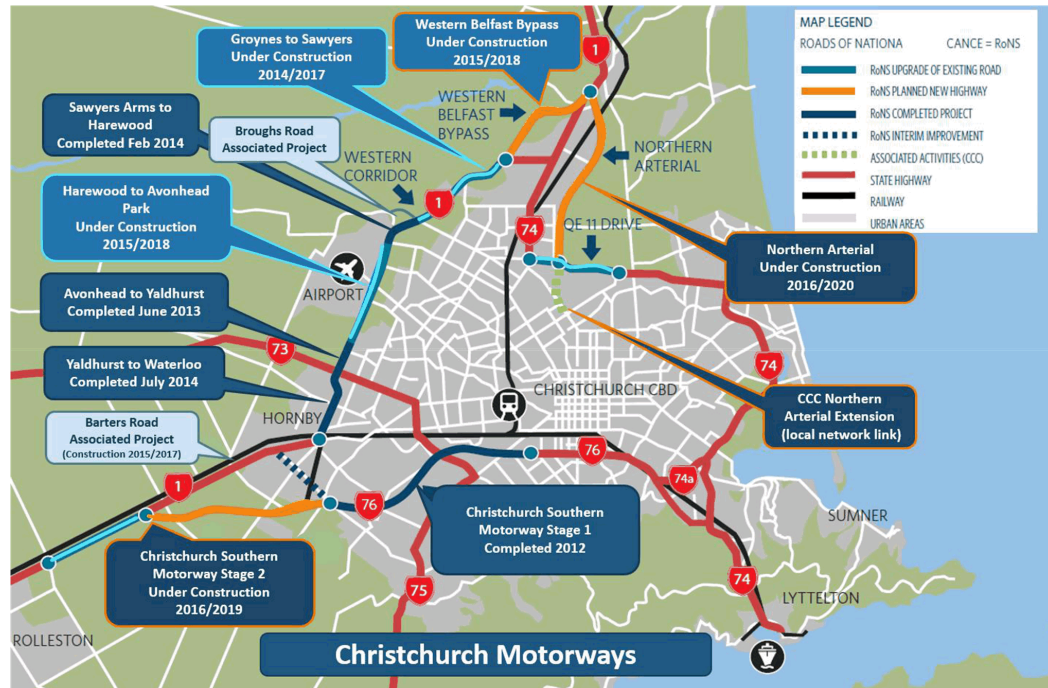 Western Belfast Bypass
Under Construction
2015/2018
Groynes to Sawyers
Under Construction
2014/2017
1
MAP LEGEND
ROADS OF NATIONA CANCE = RoNS
RoNS UPGRADE OF EXISTING ROAD
RoNS PLANNED NEW HIGHWAY
RoNS COMPLETED PROJECT
RoNS INTERIM IMPROVEMENT
ASSOCIATED ACTIVITIES (CCC)
STATE HIGHWAY
RAILWAY
URBAN AREAS
Sawyers Arms to
Harewood
Completed Feb 2014
WESTERN
BELFAST
BYPASS
Broughs Road
Associated Project
WESTERN
CORRIDOR
NORTHERN
ARTERIAL
1
Harewood to Avonhead
Park
Under Construction
2015/2018
74
QE 11 DRIVE
Northern Arterial
Under Construction
2016/2020
AIRPORT
Avonhead to Yaldhurst
Completed June 2013
73
74
Yaldhurst to Waterloo
Completed July 2014
CHRISTCHURCH CBD
CCC Northern
Arterial Extension
(local network link)
HORNBY
Barters Road
Associated Project
(Construction 2015/2017)
76
74a
1
76
Christchurch Southern
Motorway Stage 1
Completed 2012
SUMNER
Christchurch Southern
Motorway Stage 2
Under Construction
2016/2019
75
74
LYTTELTON
ROLLESTON
Christchurch Motorways